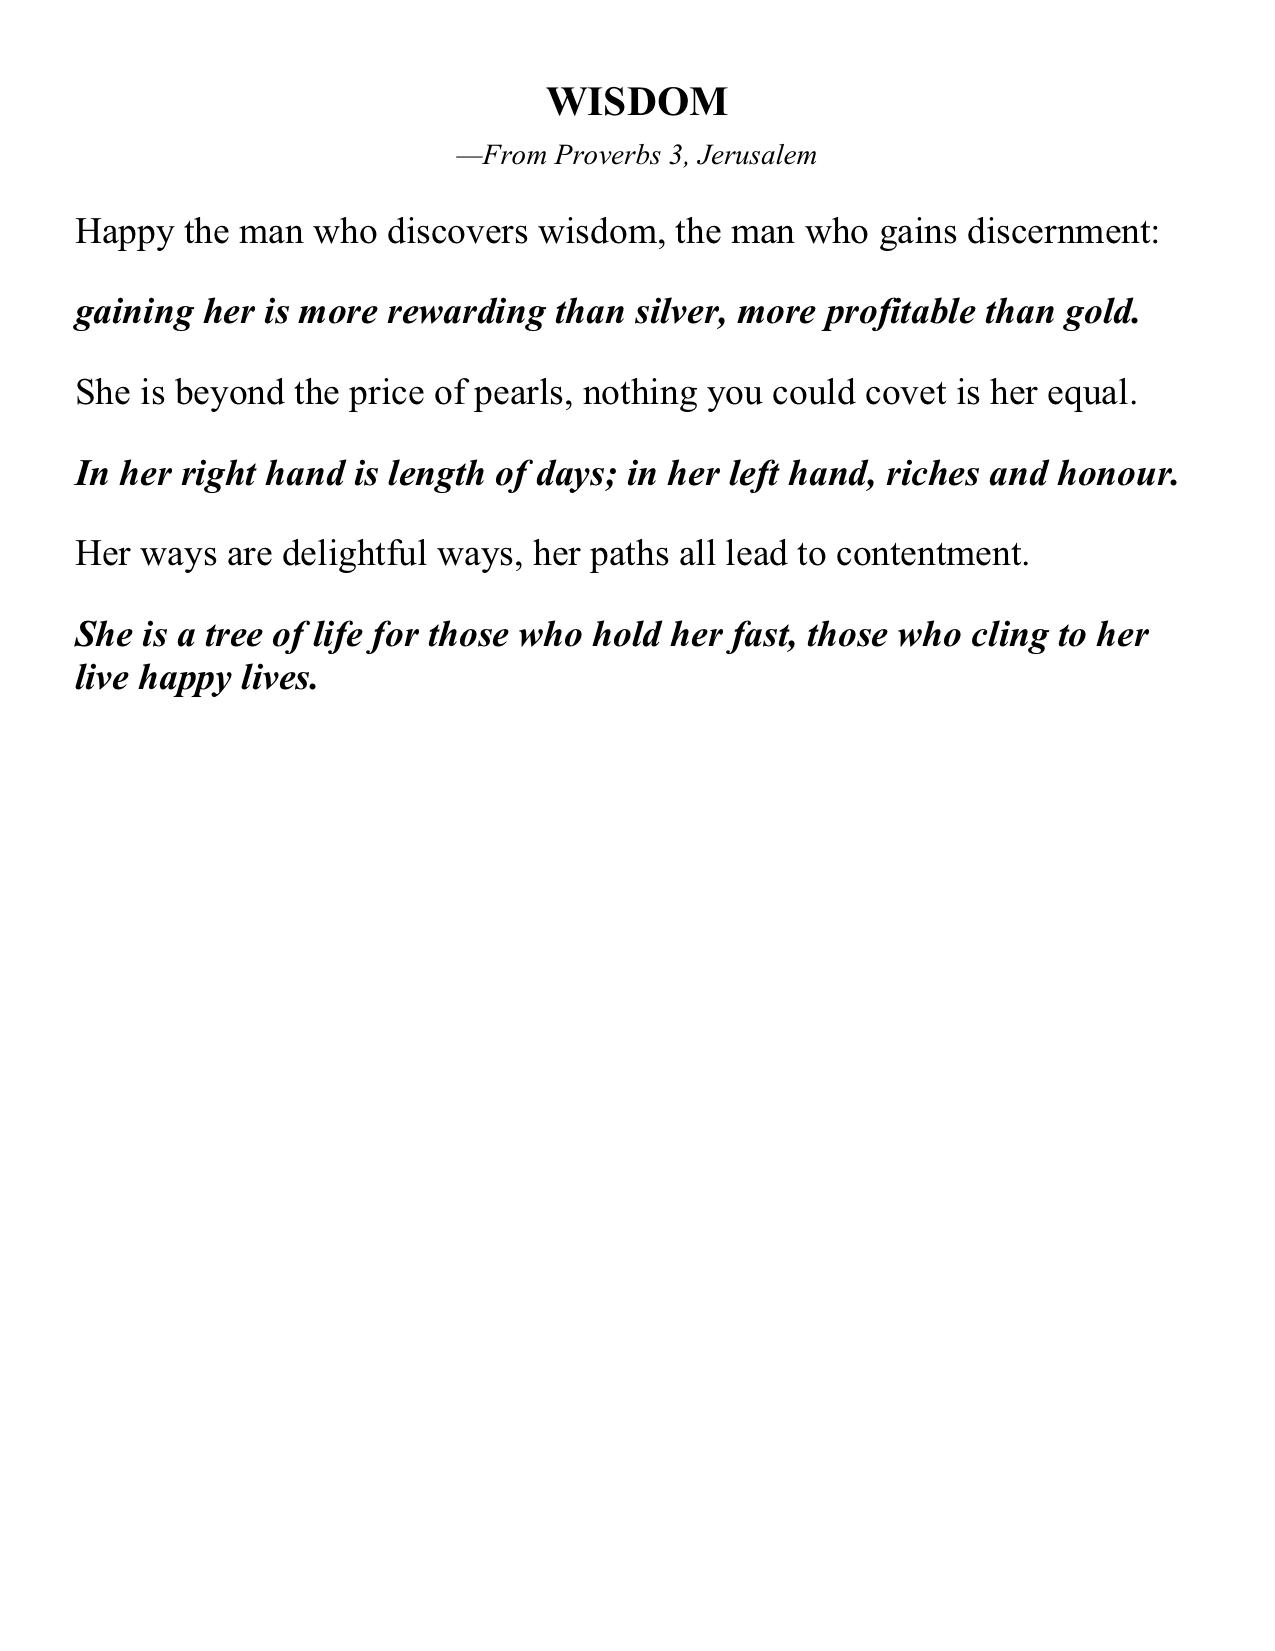 WISDOM
—From Proverbs 3, Jerusalem
Happy the man who discovers wisdom, the man who gains discernment:
gaining her is more rewarding than silver, more profitable than gold.
She is beyond the price of pearls, nothing you could covet is her equal.
In her right hand is length of days; in her left hand, riches and honour.
Her ways are delightful ways, her paths all lead to contentment.
She is a tree of life for those who hold her fast, those who cling to her
live happy lives.